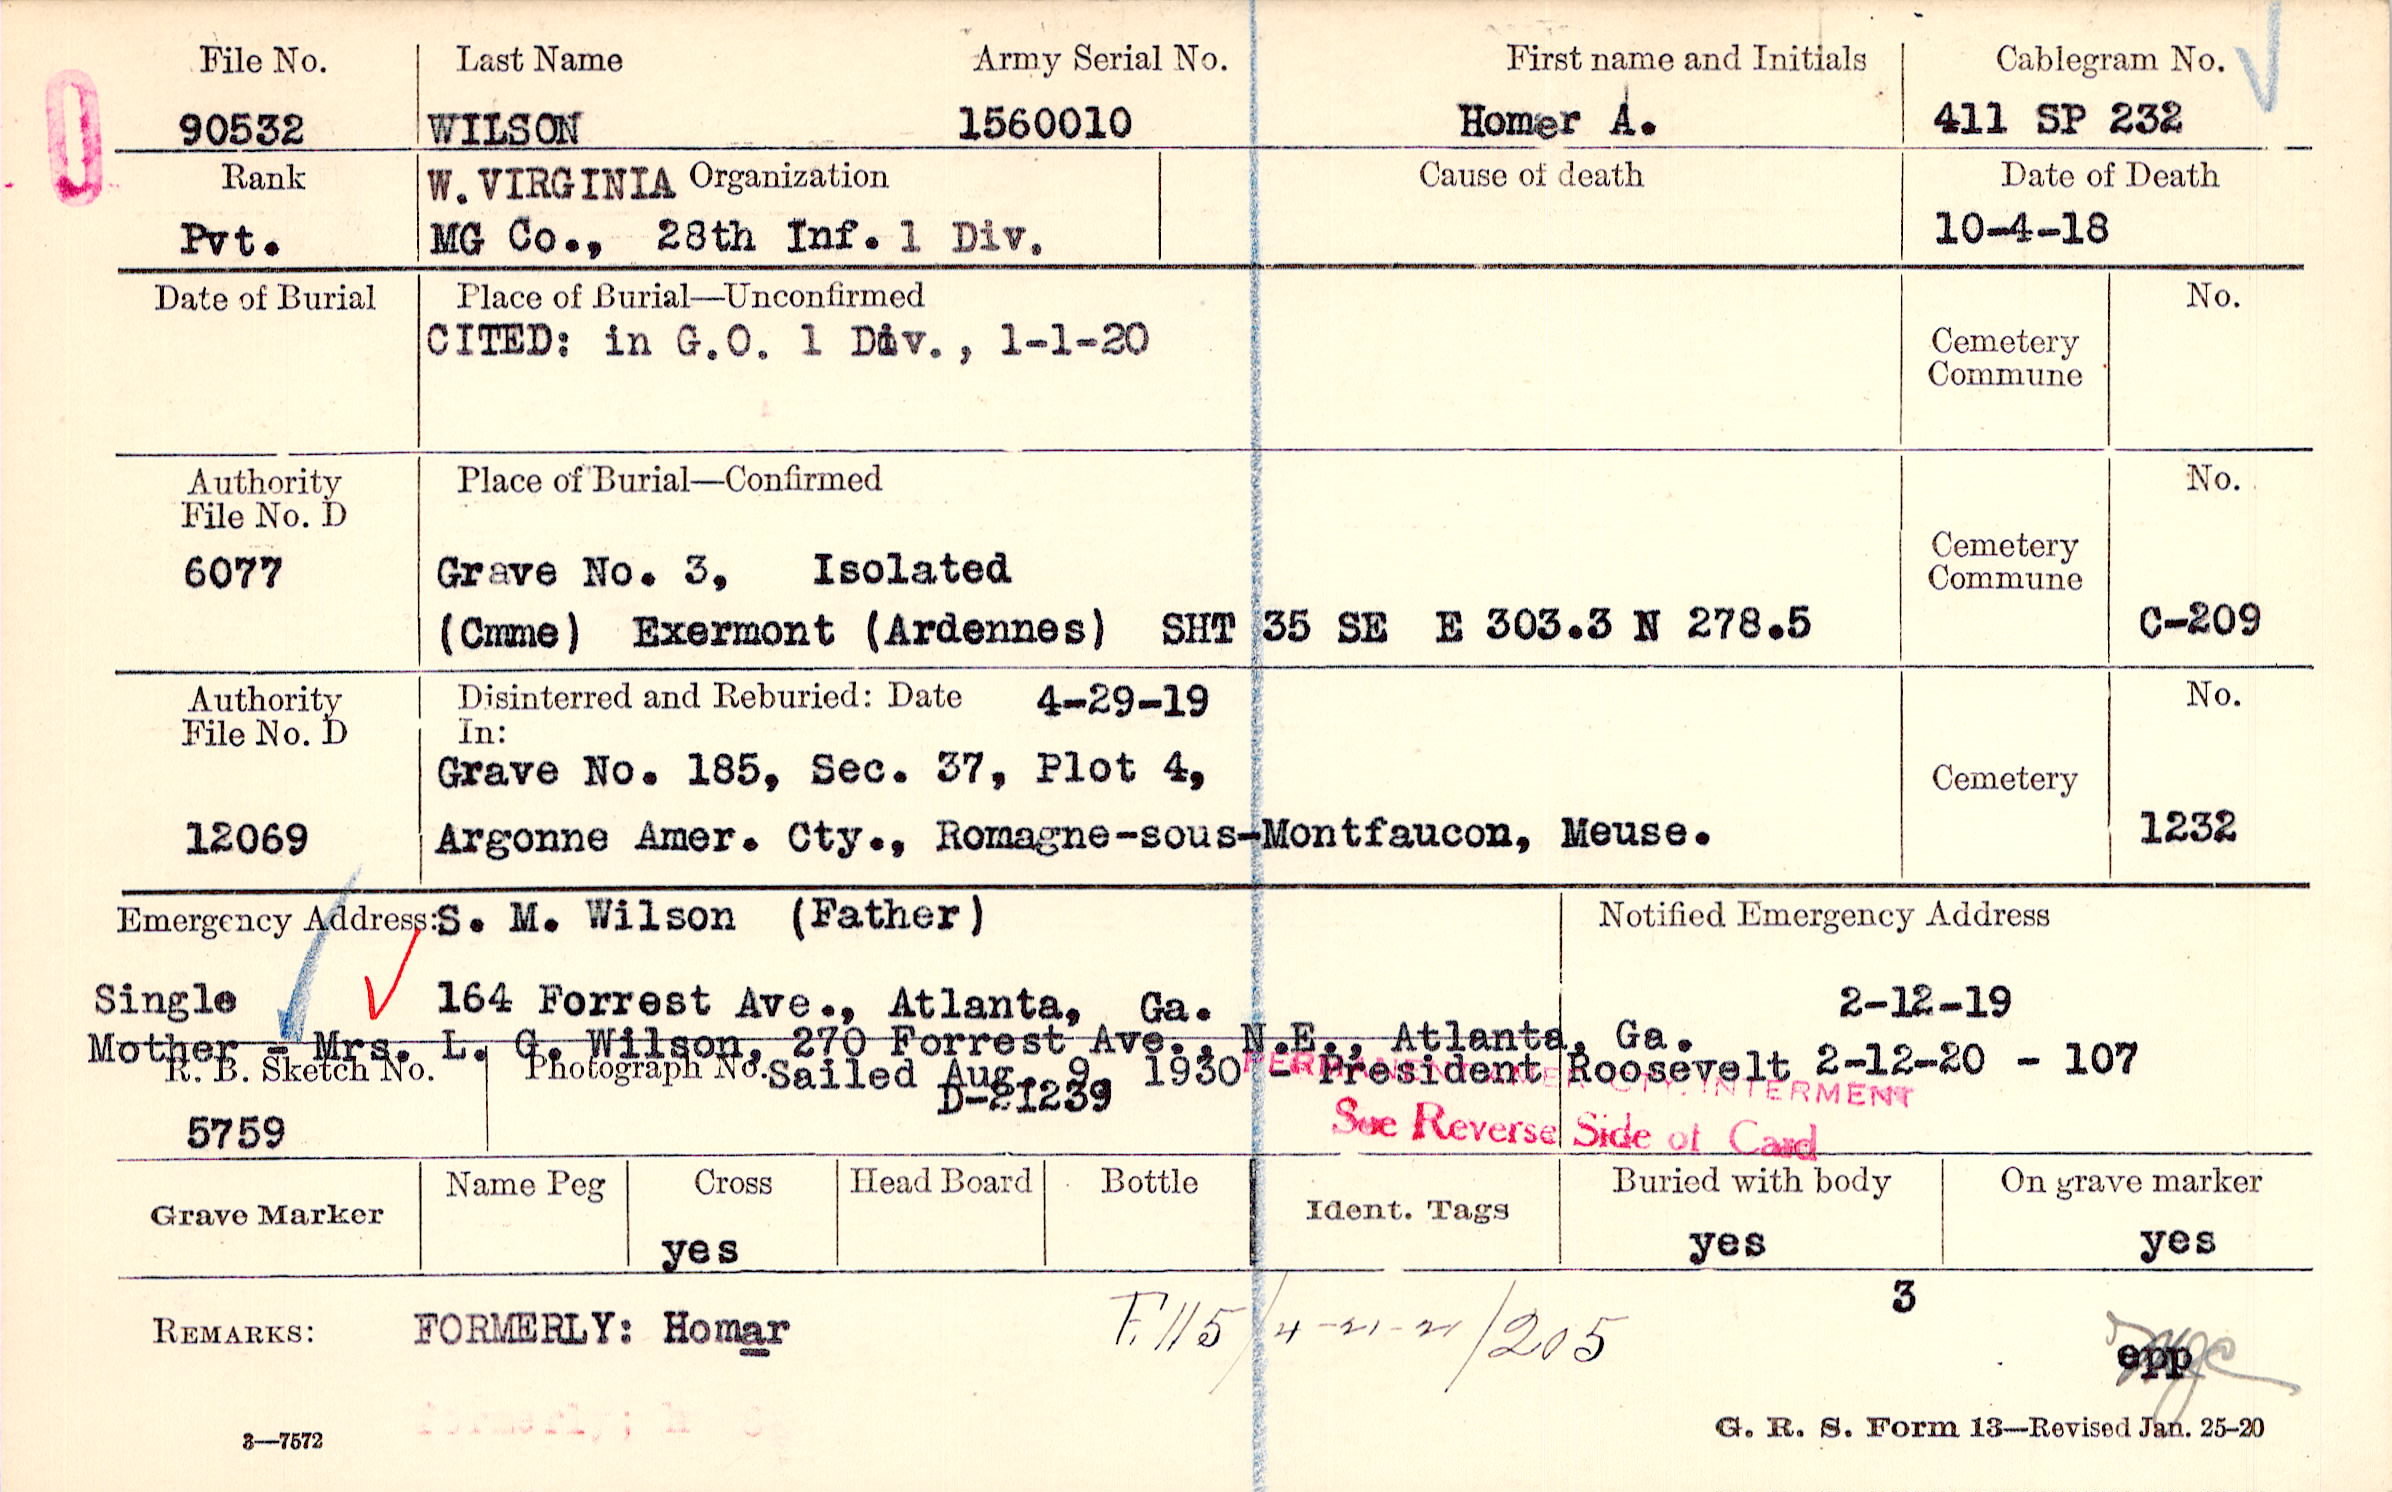 File No. Last Name Army Serial No. First name and Initials Cablegram No.
90532 WILSON 1560010 Homer A. 411 SP 232
Rank W. VIRGINIA Organization Cause of death Date of Death
Pvt. MG Co., 28th Inf. 1 Div. 10-4-18
Date of Burial Place of Burial—Unconfirmed No.
CITED: in G.O. 1 Div., 1-1-20
Cemetery
Commune
Authority Place of Burial—Confirmed No.
File No. D
6077 Grave No. 3, Isolated
Cemetery
Commune
(Cmme) Exermont (Ardennes) SHT 35 SE E 303.3 N 278.5 C-209
Authority Disinterred and Reburied: Date 4-29-19 No.
File No. D In:
Grave No. 185, Sec. 37, Plot 4, Cemetery
12069 Argonne Amer. Cty., Romagne-sous-Montfaucon, Meuse. 1232
Emergency Address: S. M. Wilson (Father) Notified Emergency Address
Single 164 Forrest Ave., Atlanta, Ga. 2-12-19
Mother - Mrs. L. G. Wilson, 270 Forrest Ave., N.E., Atlanta, Ga.
R. B. Sketch No. Photograph No. Sailed Aug. 9, 1930 - President Roosevelt 2-12-20 - 107
D-21239 INTERMENT
5759 See Reverse Side of Card
Grave Marker Name Peg Cross Head Board Bottle Ident. Tags Buried with body On grave marker
yes yes yes
3
REMARKS: FORMERLY: Homar F.115/4-21-21/205
epp
3—7572 G. R. S. Form 13—Revised Jan. 25-20